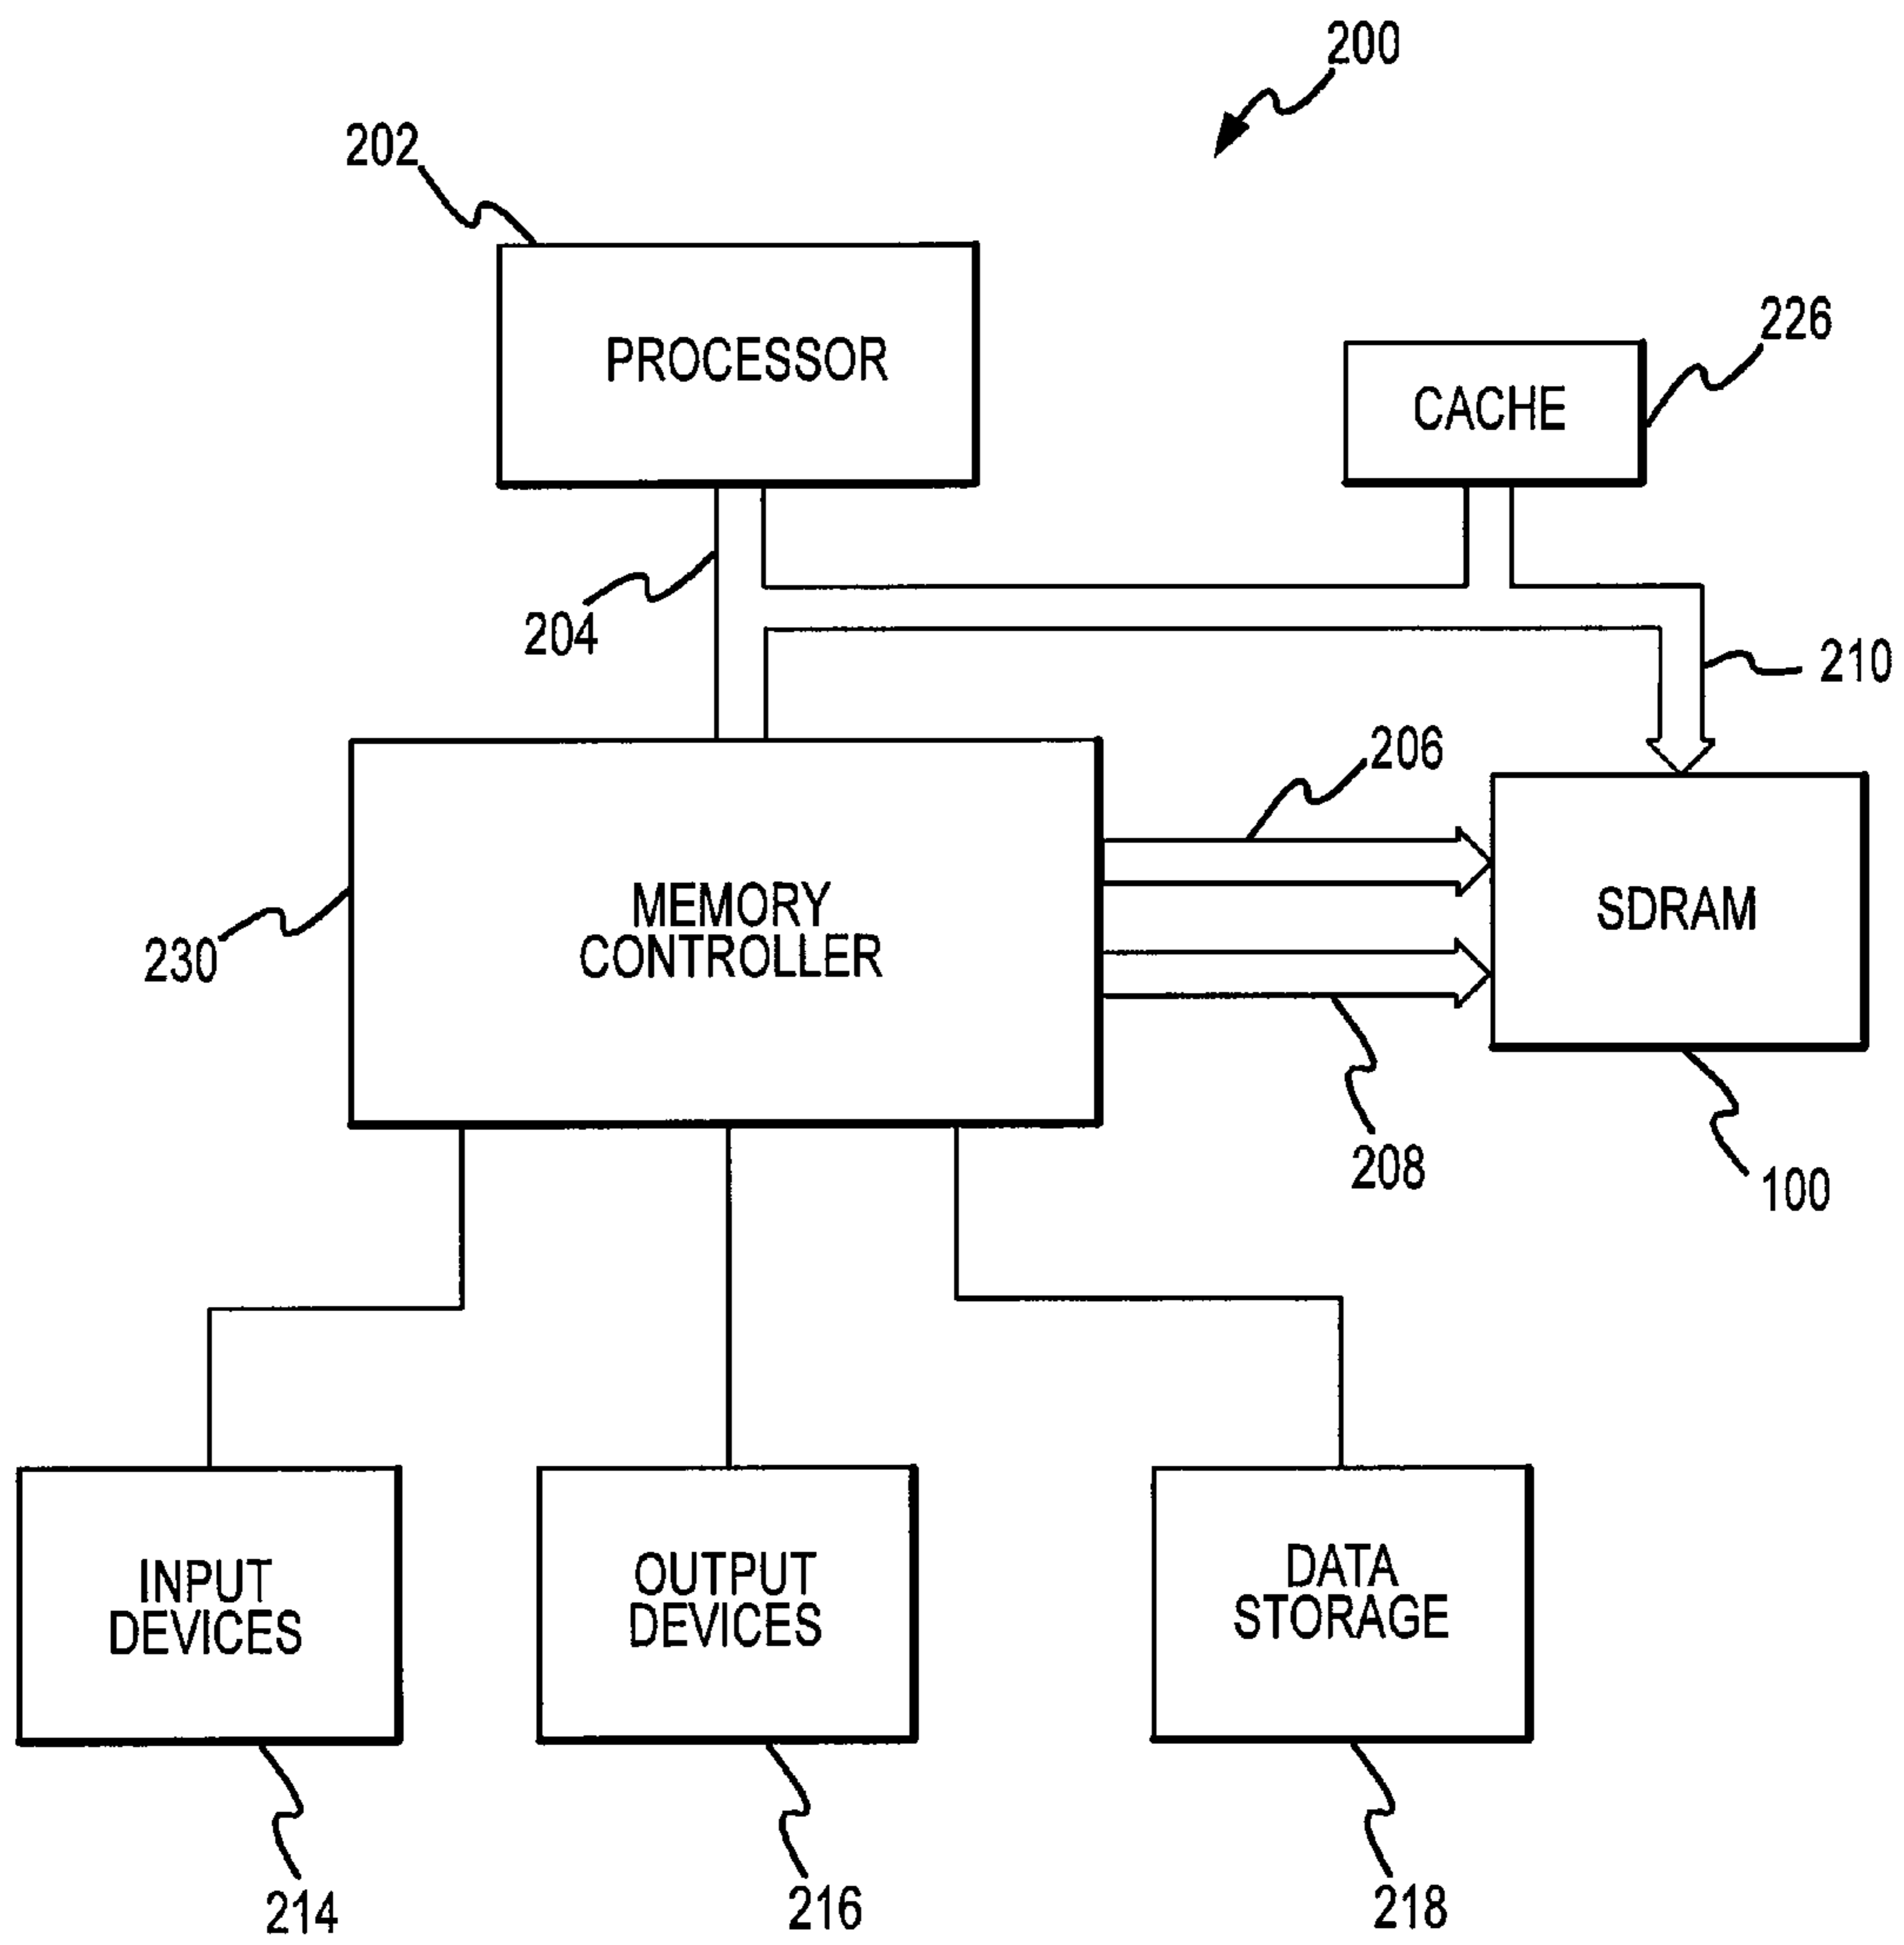 200
202
PROCESSOR
226
CACHE
204
210
206
MEMORY
CONTROLLER
SDRAM
230
208
100
INPUT
DEVICES
OUTPUT
DEVICES
DATA
STORAGE
214
216
218